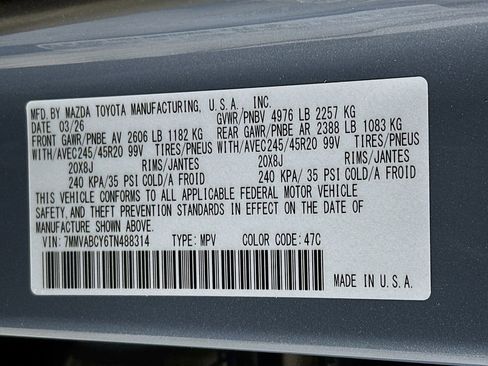 MFD. BY MAZDA TOYOTA MANUFACTURING, U.S.A., INC.
DATE 03/26 GVWR/PNBV 4976 LB 2257 KG
FRONT GAWR/PNBE AV 2606 LB 1182 KG REAR GAWR/PNBE AR 2388 LB 1083 KG
WITH/AVEC245/45R20 99V TIRES/PNEUS WITH/AVEC245/45R20 99V TIRES/PNEUS
20X8J RIMS/JANTES 20X8J RIMS/JANTES
240 KPA/35 PSI COLD/A FROID 240 KPA/35 PSI COLD/A FROID
THIS VEHICLE CONFORMS TO ALL APPLICABLE FEDERAL MOTOR VEHICLE
SAFETY, AND THEFT PREVENTION STANDARDS IN EFFECT ON THE DATE OF
MANUFACTURE SHOWN ABOVE.
VIN: 7MMVABCY6TN488314 TYPE: MPV COLOR CODE: 47C
MADE IN U.S.A.